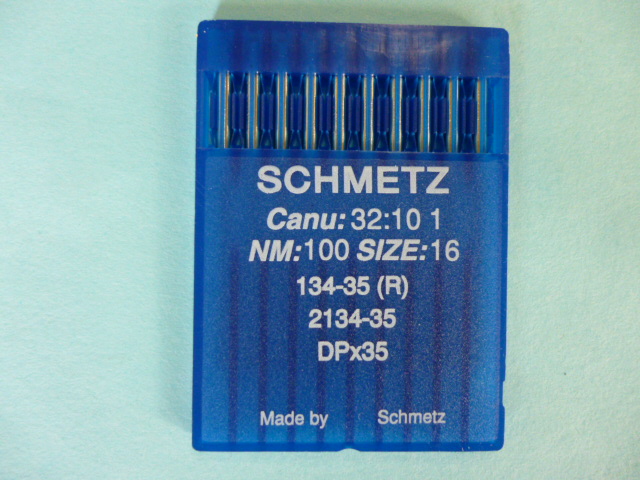 SCHMETZ
Canu: 32:10 1
NM:100 SIZE:16
134-35 (R)
2134-35
DPx35
Made by Schmetz